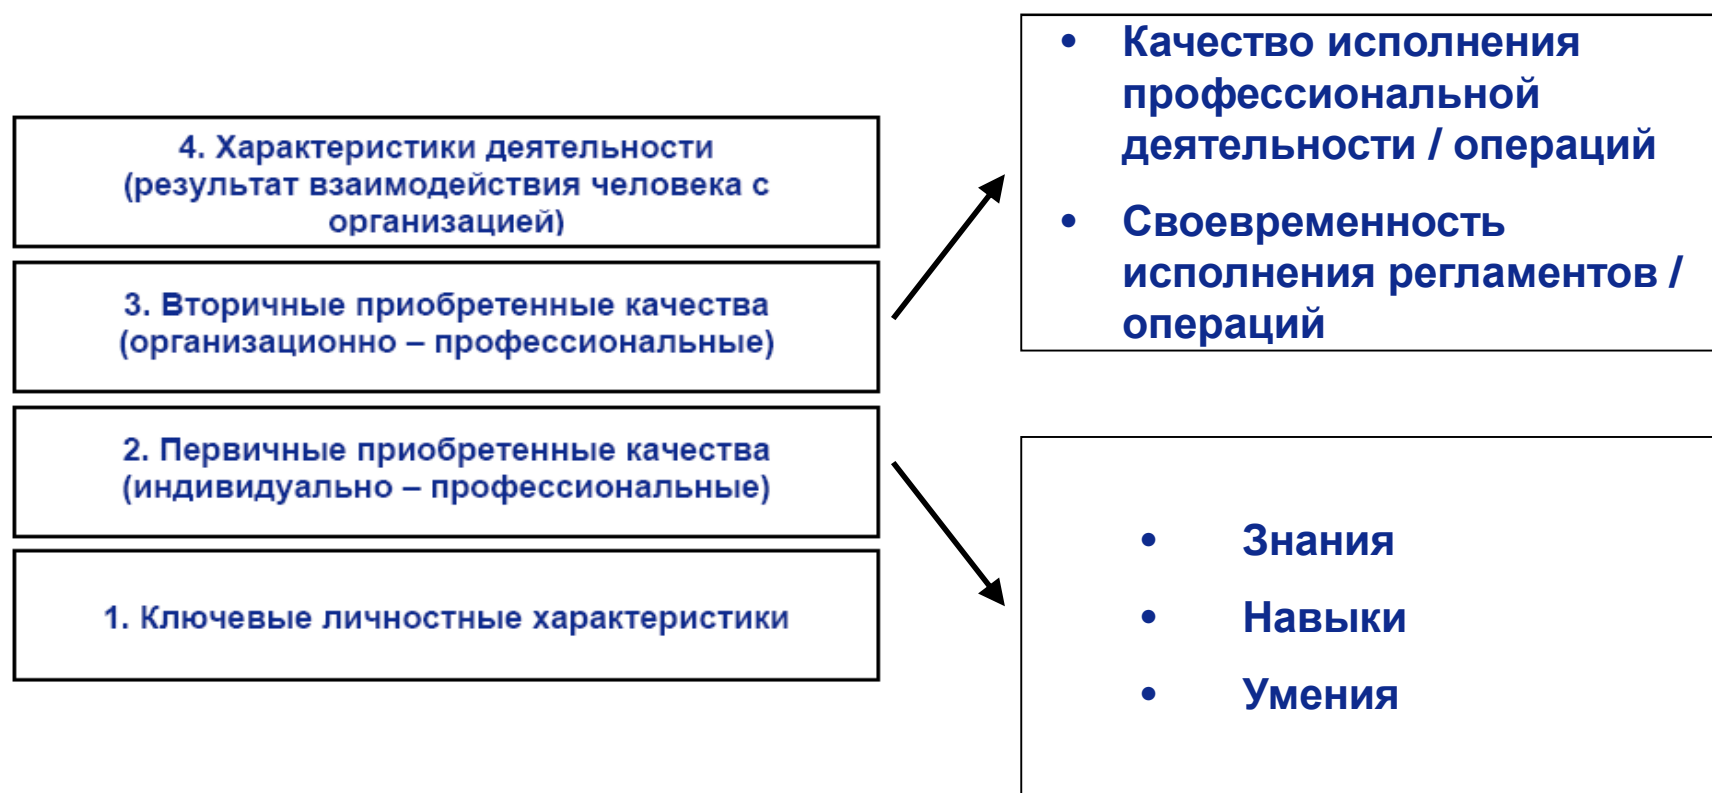 4. Характеристики деятельности
(результат взаимодействия человека с
организацией)
3. Вторичные приобретенные качества
(организационно – профессиональные)
2. Первичные приобретенные качества
(индивидуально – профессиональные)
1. Ключевые личностные характеристики
• Качество исполнения
профессиональной
деятельности / операций
• Своевременность
исполнения регламентов /
операций
• Знания
• Навыки
• Умения